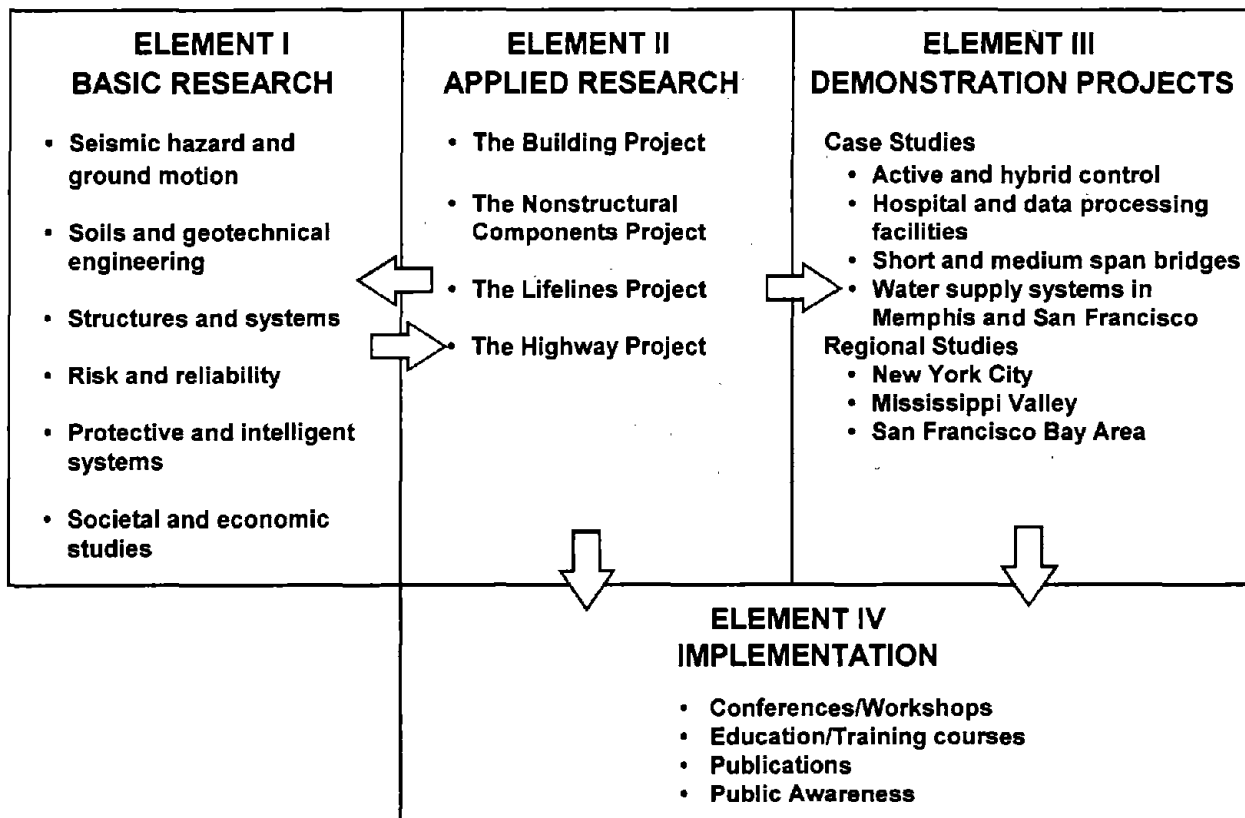 ELEMENT I
BASIC RESEARCH
• Seismic hazard and
ground motion
• Soils and geotechnical
engineering
• Structures and systems
• Risk and reliability
• Protective and intelligent
systems
• Societal and economic
studies
ELEMENT II
APPLIED RESEARCH
• The Building Project
• The Nonstructural
Components Project
• The Lifelines Project
• The Highway Project
ELEMENT III
DEMONSTRATION PROJECTS
Case Studies
• Active and hybrid control
• Hospital and data processing
facilities
• Short and medium span bridges
• Water supply systems in
Memphis and San Francisco
Regional Studies
• New York City
• Mississippi Valley
• San Francisco Bay Area
ELEMENT IV
IMPLEMENTATION
• Conferences/Workshops
• Education/Training courses
• Publications
• Public Awareness